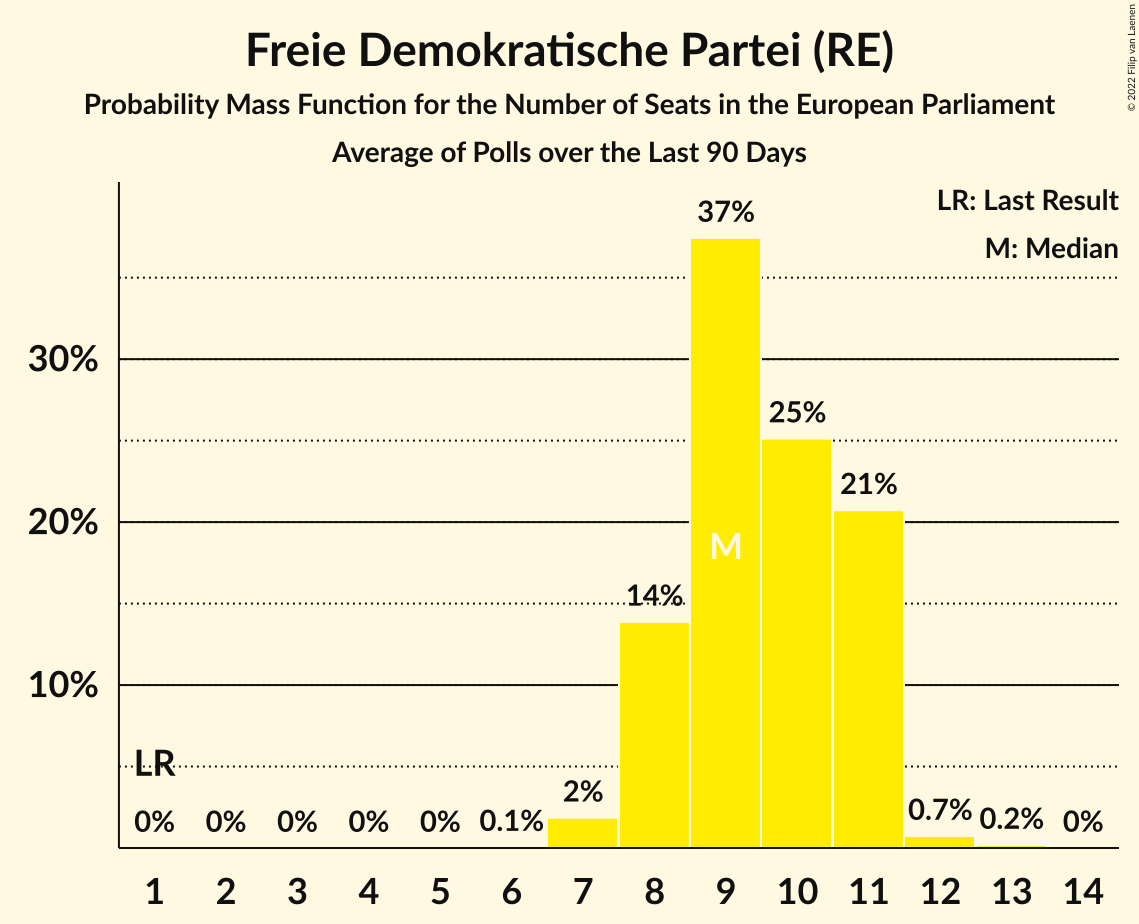 Freie Demokratische Partei (RE)
Probability Mass Function for the Number of Seats in the European Parliament
Average of Polls over the Last 90 Days
© 2022 Filip van Laenen
LR: Last Result
M: Median
37%
30%
25%
21%
20%
M
14%
10%
LR
2%
0% 0% 0% 0% 0% 0.1% 0.7% 0.2% 0%
1 2 3 4 5 6 7 8 9 10 11 12 13 14